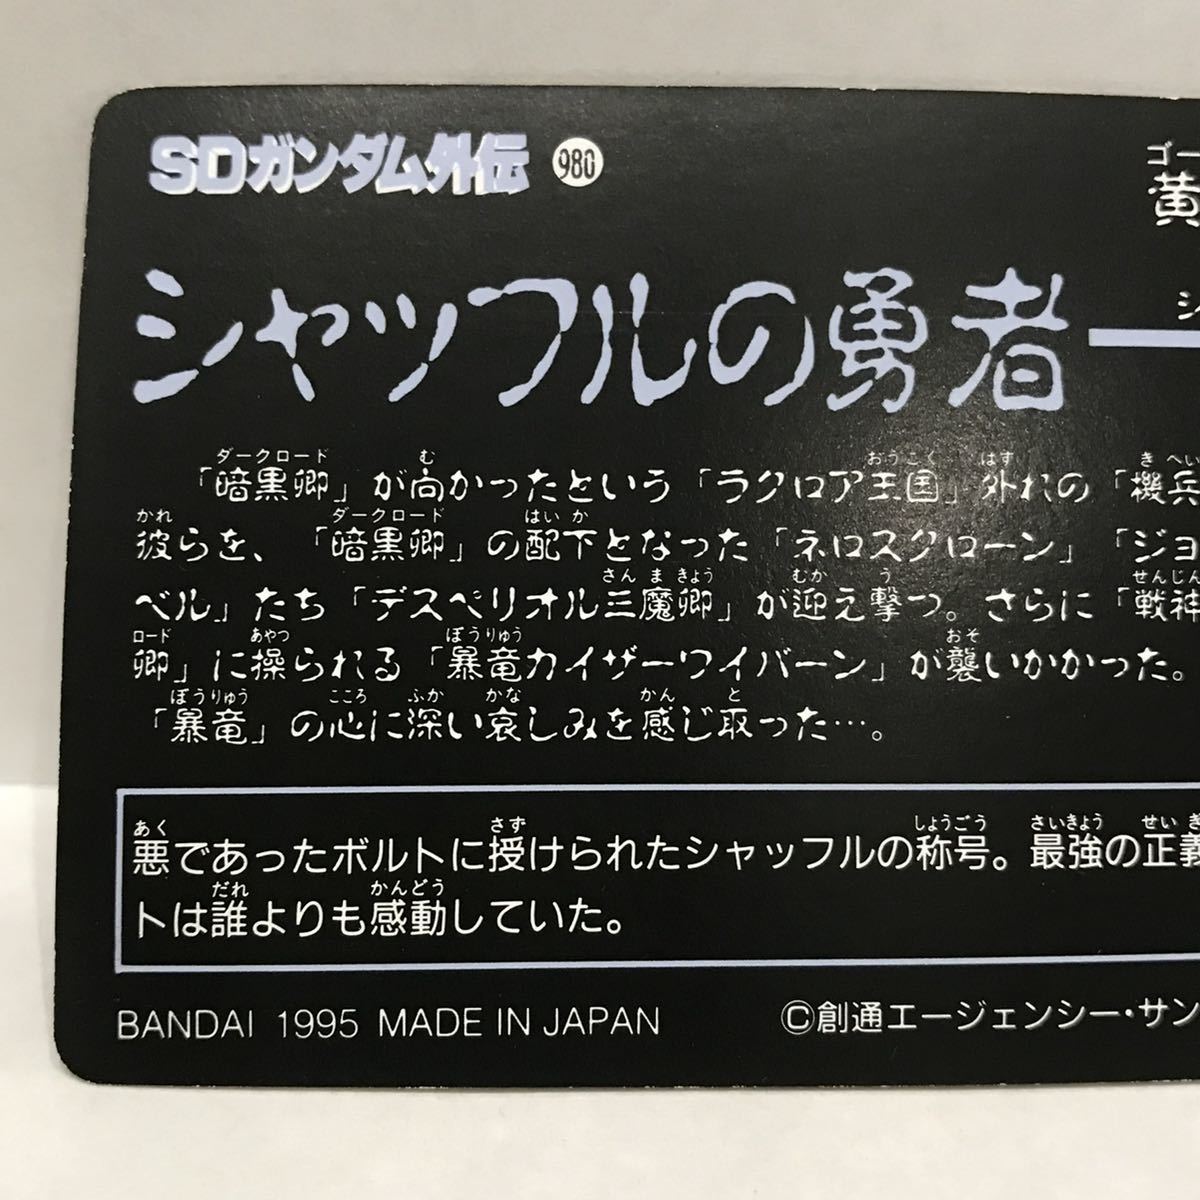 SDガンダム外伝 980
ゴー
黄
シャッフルの勇者
ダークロード む おうこく はず きへい
「暗黒卿」が向かったという「ラクロア王国」外れの「機兵
かれ ダークロード はいか
彼らを、「暗黒卿」の配下となった「ネロスクローン」「ジョ
さんまきょう むか う せんじん
ベル」たち「デスペリオル三魔卿」が迎え撃つ。さらに「戦神
ロード あやつ ぼうりゅう おそ
卿」に操られる「暴竜カイザーワイバーン」が襲いかかった。
ぼうりゅう こころ ふか かな かん と
「暴竜」の心に深い哀しみを感じ取った…。
あく さず しょうごう さいきょう せいぎ
悪であったボルトに授けられたシャッフルの称号。最強の正義
だれ かんどう
トは誰よりも感動していた。
BANDAI 1995 MADE IN JAPAN ©創通エージェンシー・サン